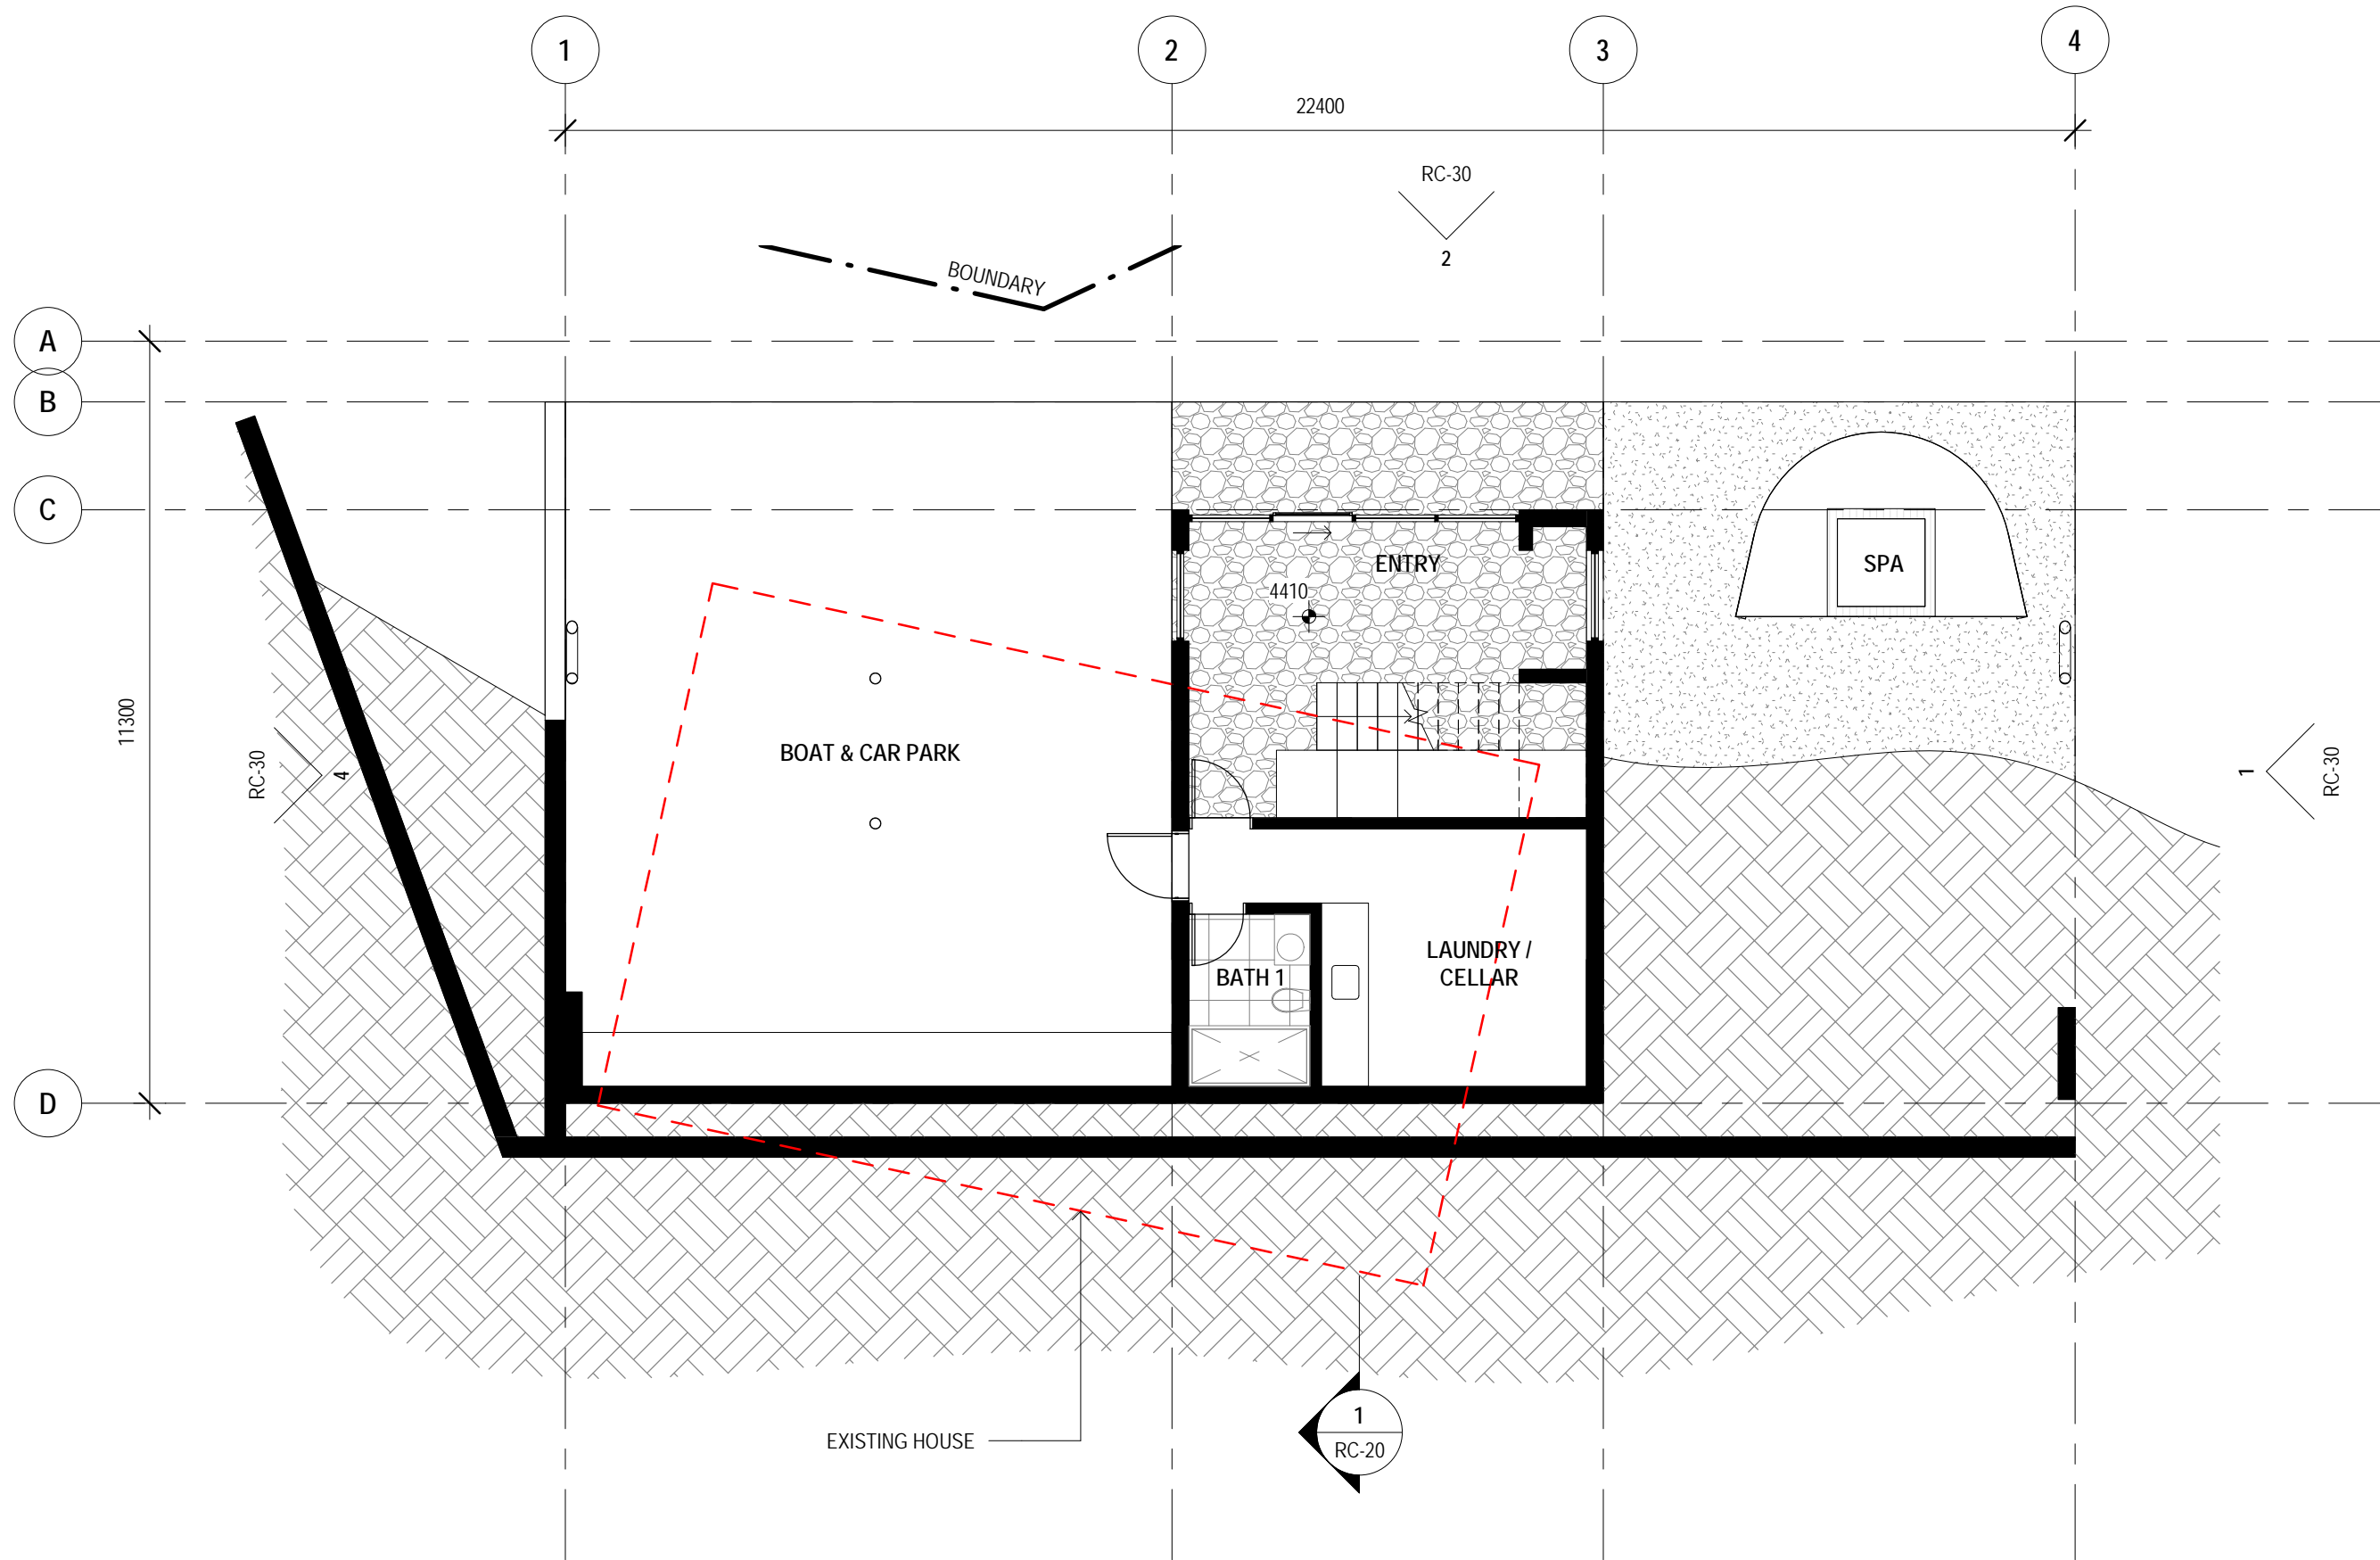 1
2
3
4
22400
RC-30
2
BOUNDARY
A
B
C
ENTRY
SPA
4410
11300
BOAT & CAR PARK
RC-30
4
1
RC-30
LAUNDRY /
CELLAR
BATH 1
D
EXISTING HOUSE
1
RC-20